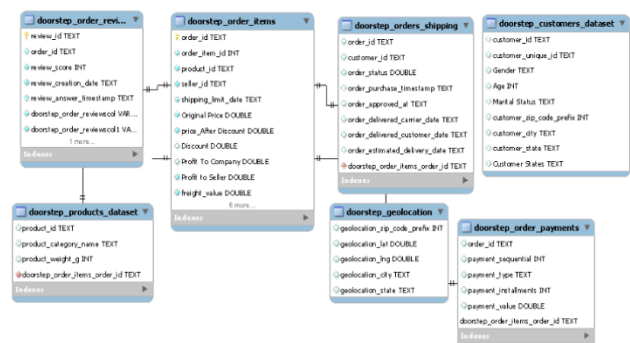 doorstep_order_revi...
review_id TEXT
order_id TEXT
review_score INT
review_creation_date TEXT
review_answer_timestamp TEXT
doorstep_order_reviewscol VAR...
doorstep_order_reviewscol1 VA...
1 more...
Indexes
doorstep_order_items
order_id TEXT
order_item_id INT
product_id TEXT
seller_id TEXT
shipping_limit_date TEXT
Original Price DOUBLE
price_After Discount DOUBLE
Discount DOUBLE
Profit To Company DOUBLE
Profit to Seller DOUBLE
freight_value DOUBLE
6 more...
Indexes
doorstep_orders_shipping
order_id TEXT
customer_id TEXT
order_status DOUBLE
order_purchase_timestamp TEXT
order_approved_at TEXT
order_delivered_carrier_date TEXT
order_delivered_customer_date TEXT
order_estimated_delivery_date TEXT
doorstep_order_items_order_id TEXT
Indexes
doorstep_customers_dataset
customer_id TEXT
customer_unique_id TEXT
Gender TEXT
Age INT
Marital Status TEXT
customer_zip_code_prefix INT
customer_city TEXT
customer_state TEXT
Customer States TEXT
doorstep_products_dataset
product_id TEXT
product_category_name TEXT
product_weight_g INT
doorstep_order_items_order_id TEXT
Indexes
doorstep_geolocation
geolocation_zip_code_prefix INT
geolocation_lat DOUBLE
geolocation_lng DOUBLE
geolocation_city TEXT
geolocation_state TEXT
doorstep_order_payments
order_id TEXT
payment_sequential INT
payment_type TEXT
payment_installments INT
payment_value DOUBLE
doorstep_order_items_order_id TEXT
Indexes